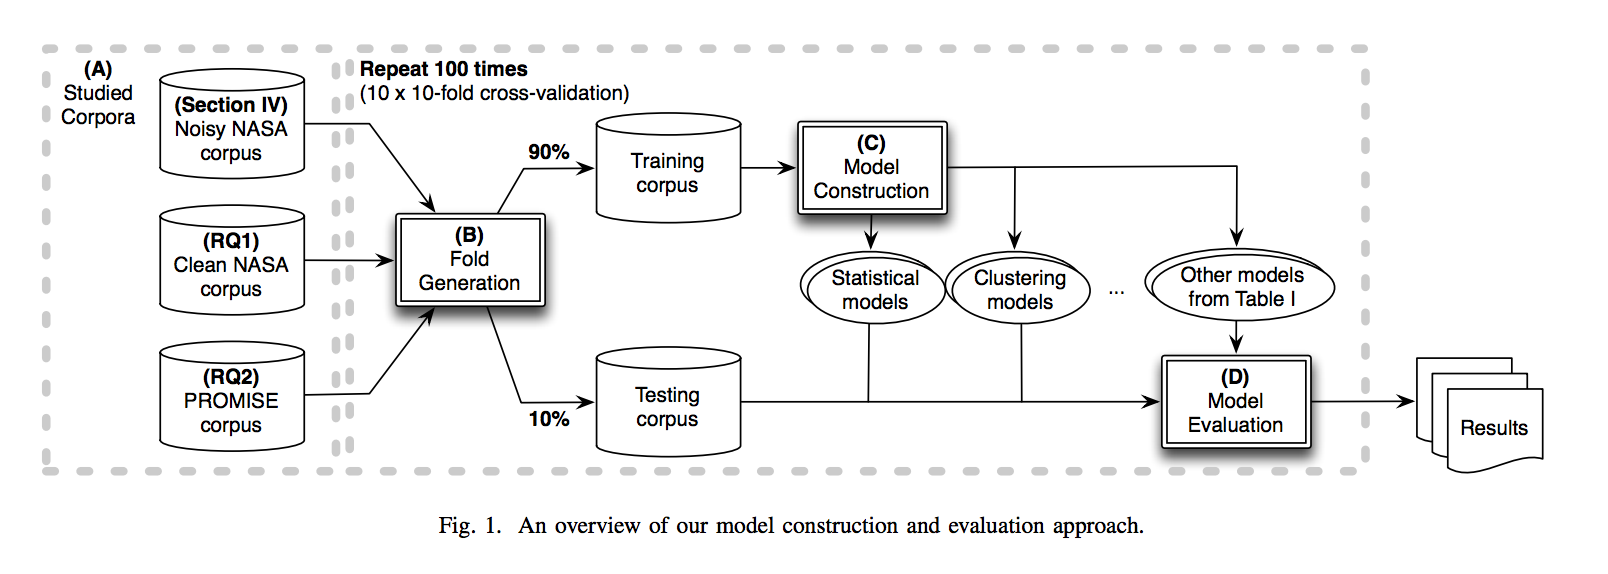 (A)
Studied
Corpora
(Section IV)
Noisy NASA
corpus
(RQ1)
Clean NASA
corpus
(RQ2)
PROMISE
corpus
Repeat 100 times
(10 x 10-fold cross-validation)
(B)
Fold
Generation
90%
Training
corpus
10%
Testing
corpus
(C)
Model
Construction
Statistical
models
Clustering
models
...
Other models
from Table I
(D)
Model
Evaluation
Results
Fig. 1. An overview of our model construction and evaluation approach.